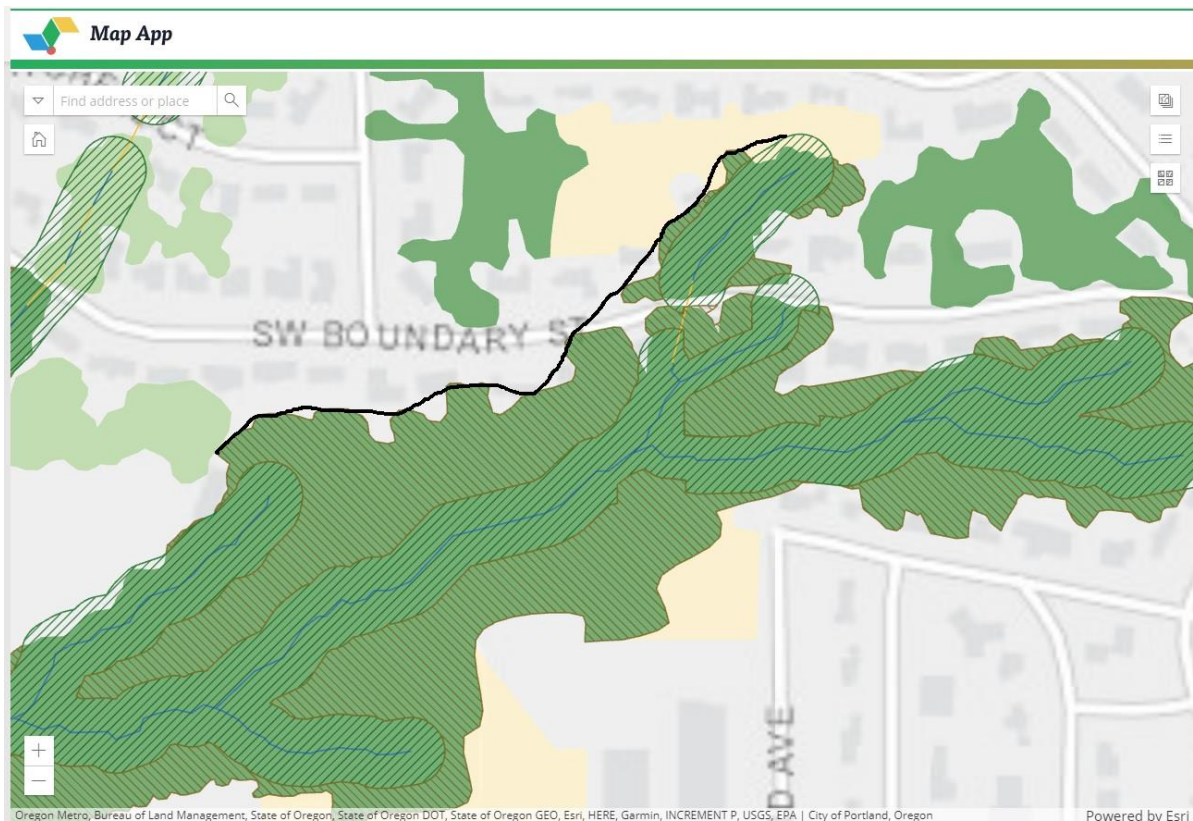 Map App
Find address or place
CT
SW BOUNDARY ST
D AVE
Oregon Metro, Bureau of Land Management, State of Oregon, State of Oregon DOT, State of Oregon GEO, Esri, HERE, Garmin, INCREMENT P, USGS, EPA | City of Portland, Oregon
Powered by Esri